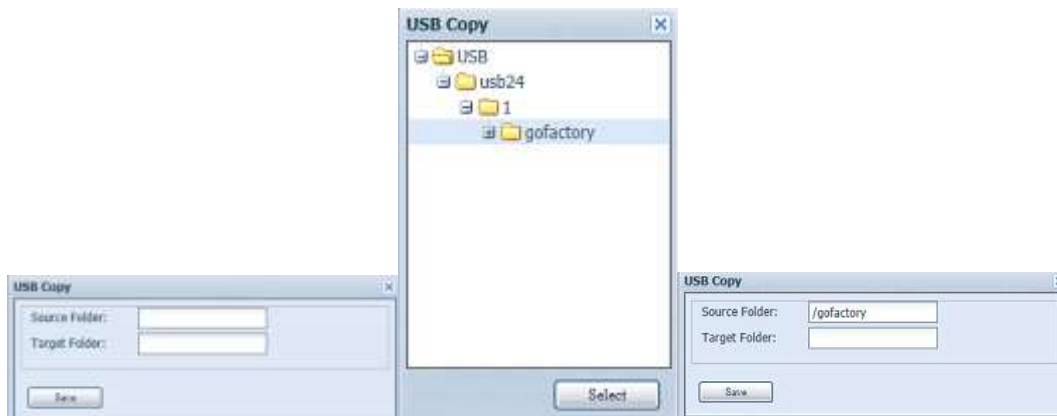 USB Copy
Source Folder:
Target Folder:
Save
USB Copy
USB
usb24
1
gofactory
Select
USB Copy
Source Folder: /gofactory
Target Folder:
Save